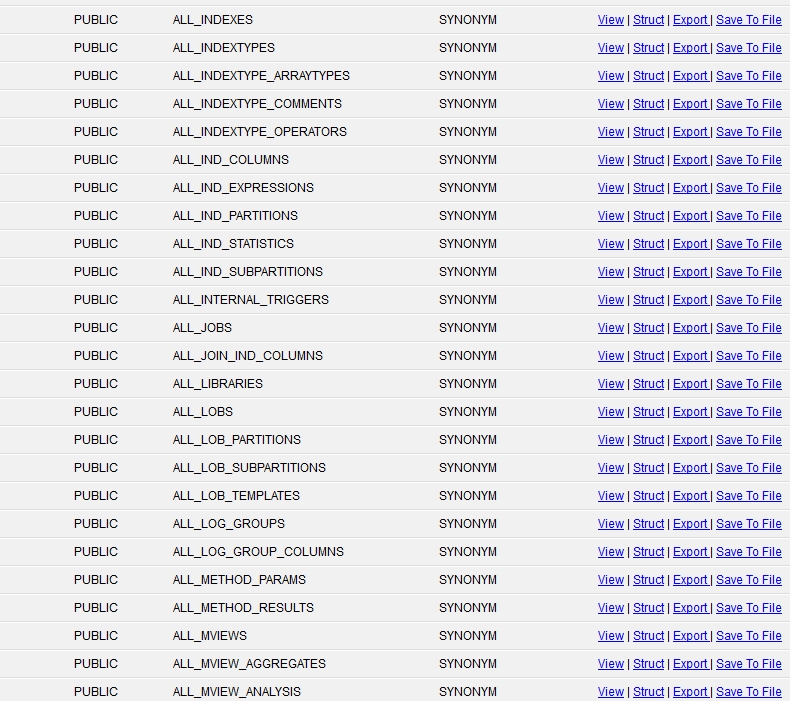 PUBLIC ALL_INDEXES SYNONYM View | Struct | Export | Save To File
PUBLIC ALL_INDEXTYPES SYNONYM View | Struct | Export | Save To File
PUBLIC ALL_INDEXTYPE_ARRAYTYPES SYNONYM View | Struct | Export | Save To File
PUBLIC ALL_INDEXTYPE_COMMENTS SYNONYM View | Struct | Export | Save To File
PUBLIC ALL_INDEXTYPE_OPERATORS SYNONYM View | Struct | Export | Save To File
PUBLIC ALL_IND_COLUMNS SYNONYM View | Struct | Export | Save To File
PUBLIC ALL_IND_EXPRESSIONS SYNONYM View | Struct | Export | Save To File
PUBLIC ALL_IND_PARTITIONS SYNONYM View | Struct | Export | Save To File
PUBLIC ALL_IND_STATISTICS SYNONYM View | Struct | Export | Save To File
PUBLIC ALL_IND_SUBPARTITIONS SYNONYM View | Struct | Export | Save To File
PUBLIC ALL_INTERNAL_TRIGGERS SYNONYM View | Struct | Export | Save To File
PUBLIC ALL_JOBS SYNONYM View | Struct | Export | Save To File
PUBLIC ALL_JOIN_IND_COLUMNS SYNONYM View | Struct | Export | Save To File
PUBLIC ALL_LIBRARIES SYNONYM View | Struct | Export | Save To File
PUBLIC ALL_LOBS SYNONYM View | Struct | Export | Save To File
PUBLIC ALL_LOB_PARTITIONS SYNONYM View | Struct | Export | Save To File
PUBLIC ALL_LOB_SUBPARTITIONS SYNONYM View | Struct | Export | Save To File
PUBLIC ALL_LOB_TEMPLATES SYNONYM View | Struct | Export | Save To File
PUBLIC ALL_LOG_GROUPS SYNONYM View | Struct | Export | Save To File
PUBLIC ALL_LOG_GROUP_COLUMNS SYNONYM View | Struct | Export | Save To File
PUBLIC ALL_METHOD_PARAMS SYNONYM View | Struct | Export | Save To File
PUBLIC ALL_METHOD_RESULTS SYNONYM View | Struct | Export | Save To File
PUBLIC ALL_MVIEWS SYNONYM View | Struct | Export | Save To File
PUBLIC ALL_MVIEW_AGGREGATES SYNONYM View | Struct | Export | Save To File
PUBLIC ALL_MVIEW_ANALYSIS SYNONYM View | Struct | Export | Save To File